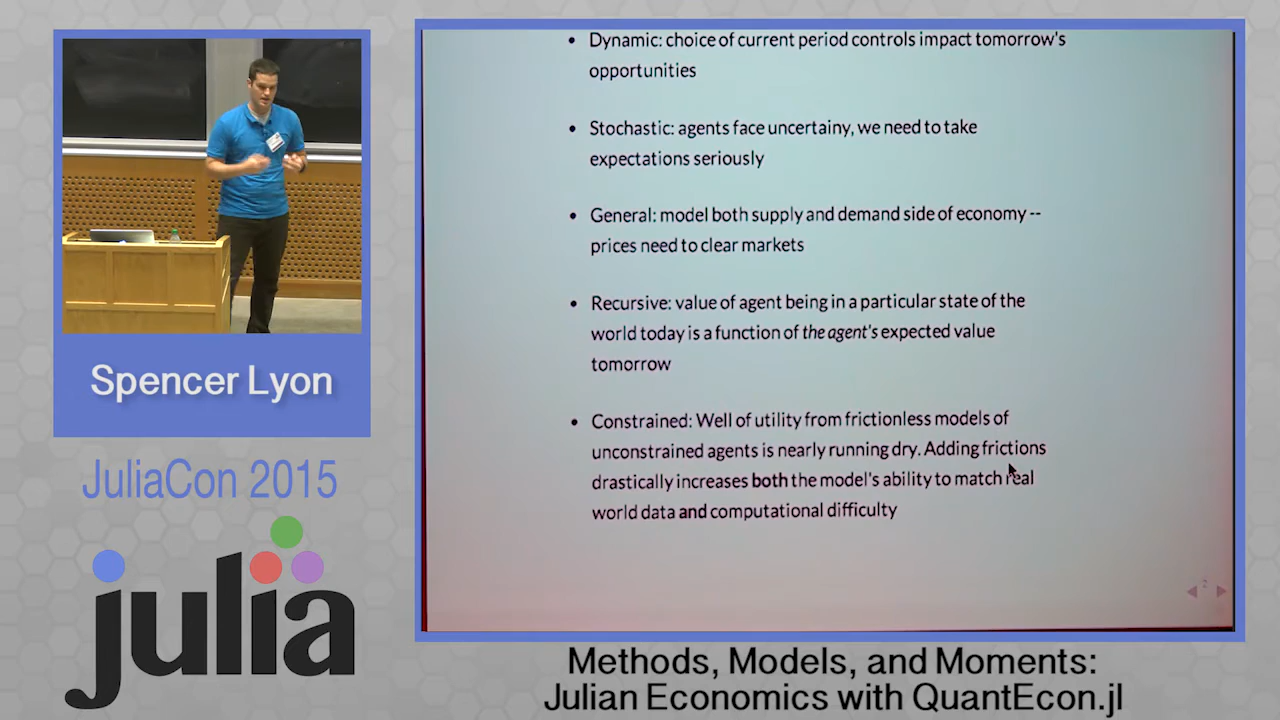 • Dynamic: choice of current period controls impact tomorrow's
opportunities
• Stochastic: agents face uncertainy, we need to take
expectations seriously
• General: model both supply and demand side of economy --
prices need to clear markets
• Recursive: value of agent being in a particular state of the
world today is a function of the agent's expected value
tomorrow
• Constrained: Well of utility from frictionless models of
unconstrained agents is nearly running dry. Adding frictions
drastically increases both the model's ability to match real
world data and computational difficulty
2
Spencer Lyon
JuliaCon 2015
julia
Methods, Models, and Moments:
Julian Economics with QuantEcon.jl